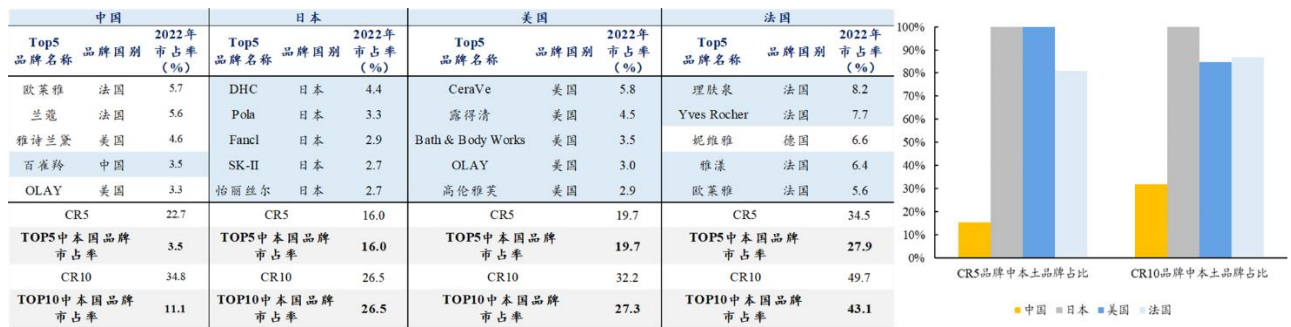 中国 日本 美国 法国
Top5 品牌名称 品牌国别 2022年市占率（%） Top5 品牌名称 品牌国别 2022年市占率（%） Top5 品牌名称 品牌国别 2022年市占率（%） Top5 品牌名称 品牌国别 2022年市占率（%）
欧莱雅 法国 5.7 DHC 日本 4.4 CeraVe 美国 5.8 理肤泉 法国 8.2
兰蔻 法国 5.6 Pola 日本 3.3 露得清 美国 4.5 Yves Rocher 法国 7.7
雅诗兰黛 美国 4.6 Fancl 日本 2.9 Bath & Body Works 美国 3.5 妮维雅 德国 6.6
百雀羚 中国 3.5 SK-II 日本 2.7 OLAY 美国 3.0 雅漾 法国 6.4
OLAY 美国 3.3 怡丽丝尔 日本 2.7 高伦雅芙 美国 2.9 欧莱雅 法国 5.6
CR5 22.7 CR5 16.0 CR5 19.7 CR5 34.5
TOP5中本国品牌市占率 3.5 TOP5中本国品牌市占率 16.0 TOP5中本国品牌市占率 19.7 TOP5中本国品牌市占率 27.9
CR10 34.8 CR10 26.5 CR10 32.2 CR10 49.7
TOP10中本国品牌市占率 11.1 TOP10中本国品牌市占率 26.5 TOP10中本国品牌市占率 27.3 TOP10中本国品牌市占率 43.1
100%
90%
80%
70%
60%
50%
40%
30%
20%
10%
0%
CR5品牌中本土品牌占比 CR10品牌中本土品牌占比
中国 日本 美国 法国